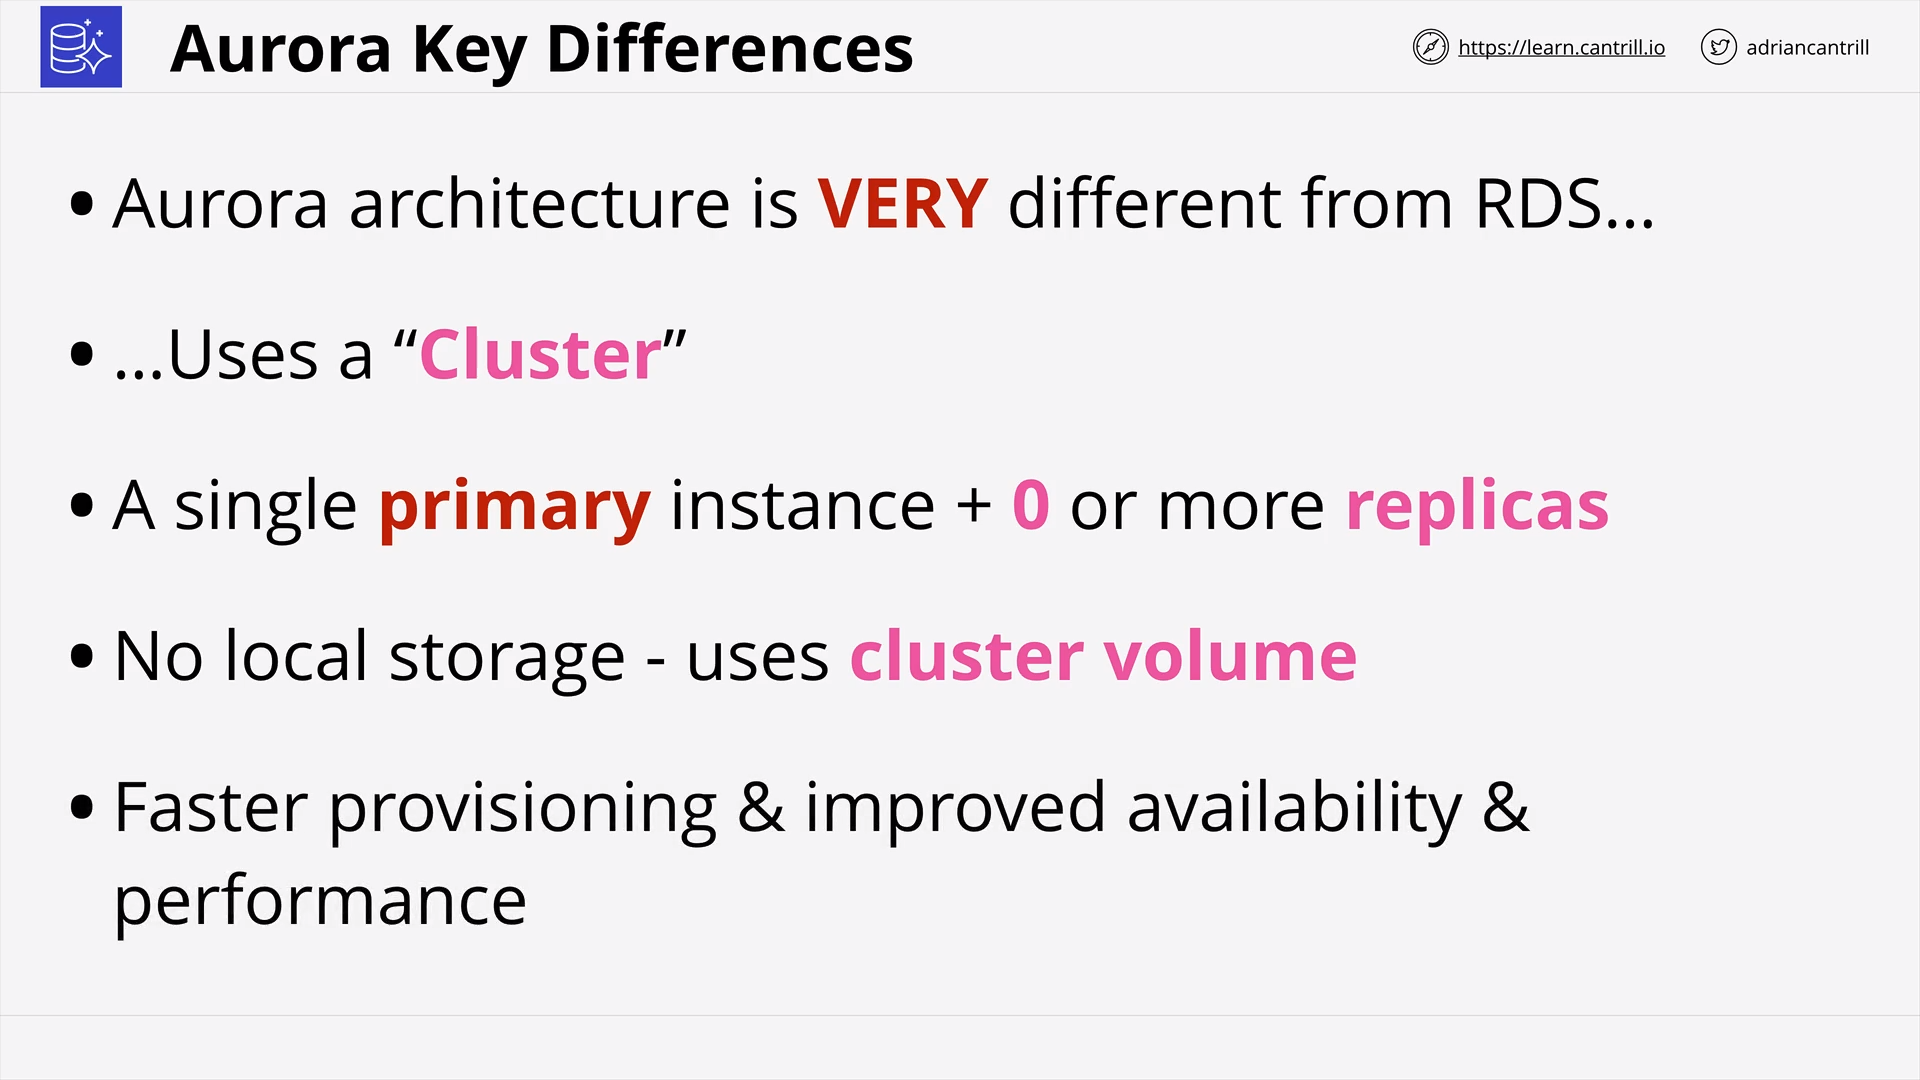 Aurora Key Differences
https://learn.cantrill.io
adriancantrill
• Aurora architecture is VERY different from RDS...
• ...Uses a “Cluster”
• A single primary instance + 0 or more replicas
• No local storage - uses cluster volume
• Faster provisioning & improved availability &
performance